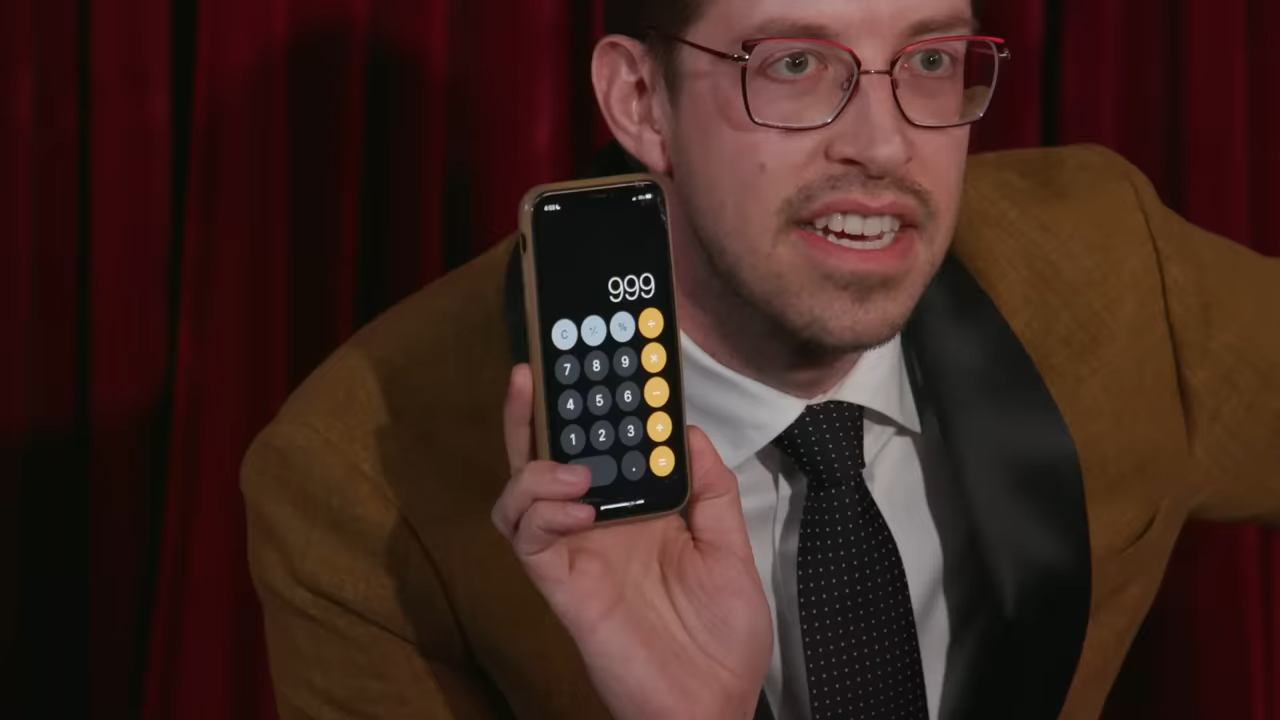 999
C ⁺∕₋ % ÷
7 8 9 ×
4 5 6 −
1 2 3 +
. =